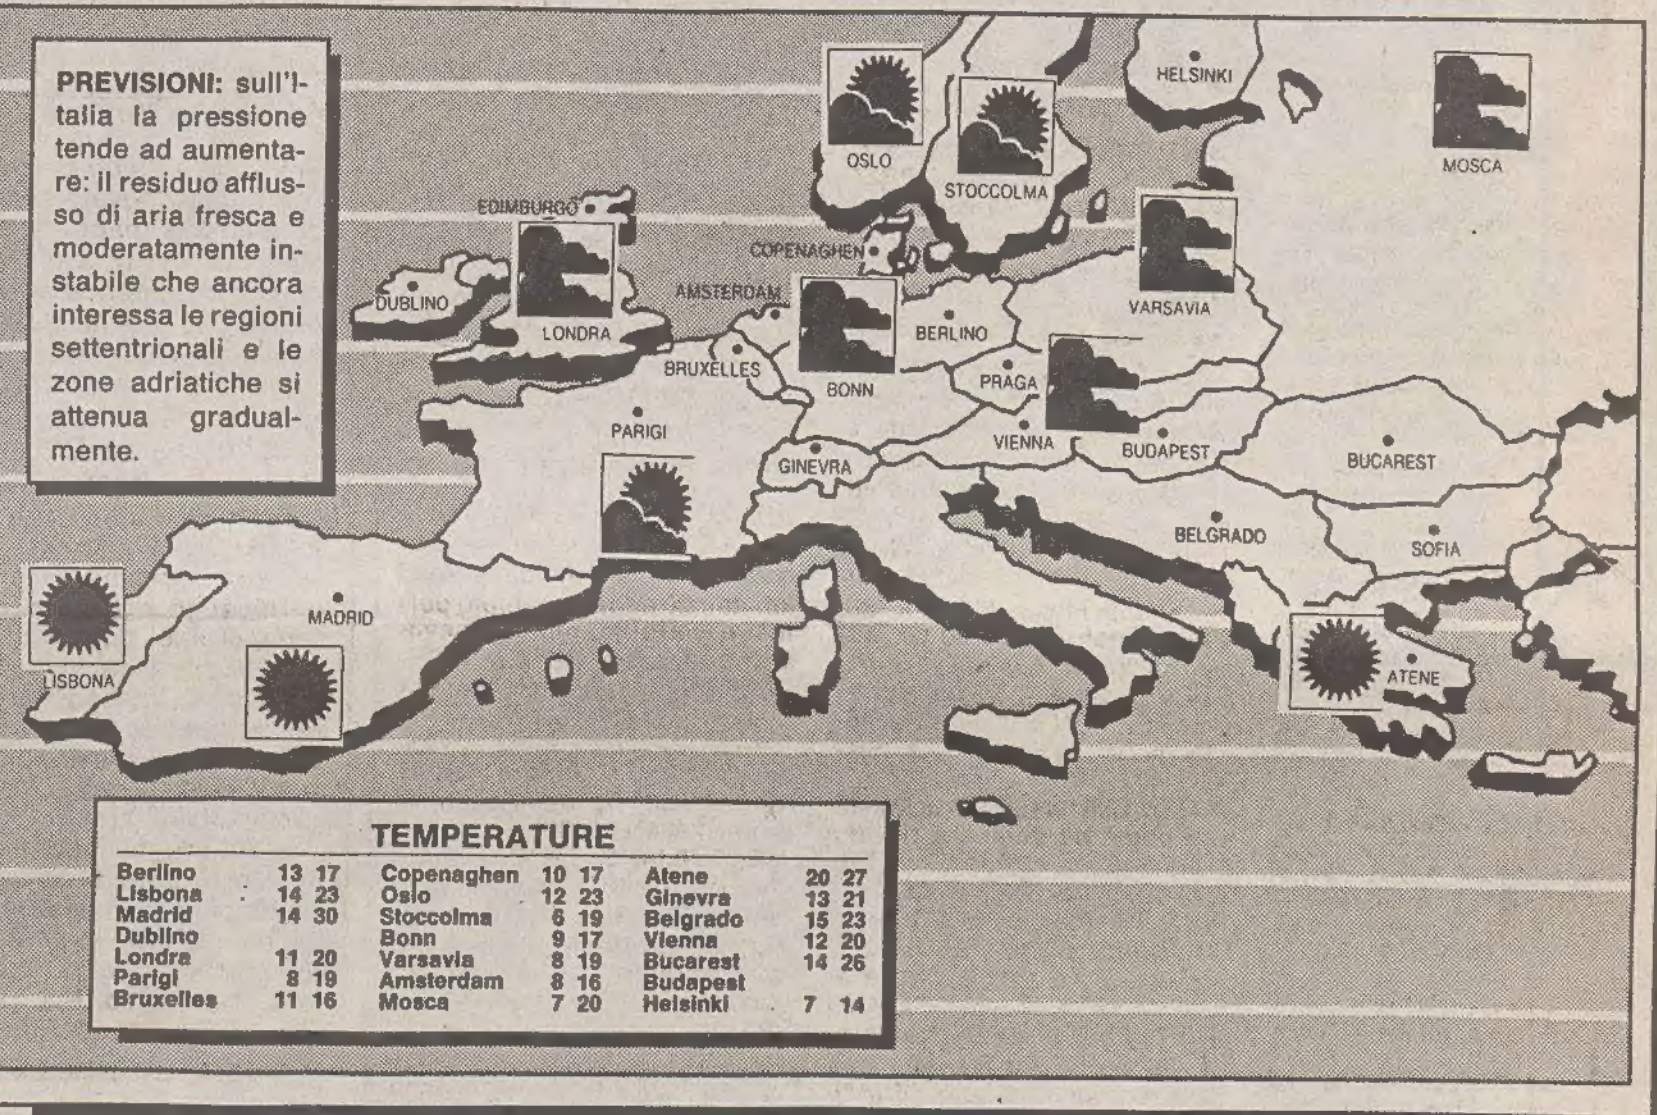 PREVISIONI: sull'I-
talia la pressione
tende ad aumenta-
re: il residuo afflus-
so di aria fresca e
moderatamente in-
stabile che ancora
interessa le regioni
settentrionali e le
zone adriatiche si
attenua gradual-
mente.
HELSINKI
OSLO
STOCCOLMA
MOSCA
EDIMBURGO
COPENAGHEN
DUBLINO
AMSTERDAM
VARSAVIA
LONDRA
BERLINO
BRUXELLES
BONN
PRAGA
PARIGI
VIENNA
BUDAPEST
GINEVRA
BUCAREST
BELGRADO
SOFIA
MADRID
LISBONA
ATENE
TEMPERATURE
Berlino 13 17 Copenaghen 10 17 Atene 20 27
Lisbona 14 23 Oslo 12 23 Ginevra 13 21
Madrid 14 30 Stoccolma 6 19 Belgrado 15 23
Dublino Bonn 9 17 Vienna 12 20
Londra 11 20 Varsavia 8 19 Bucarest 14 26
Parigi 8 19 Amsterdam 8 16 Budapest
Bruxelles 11 16 Mosca 7 20 Helsinki 7 14